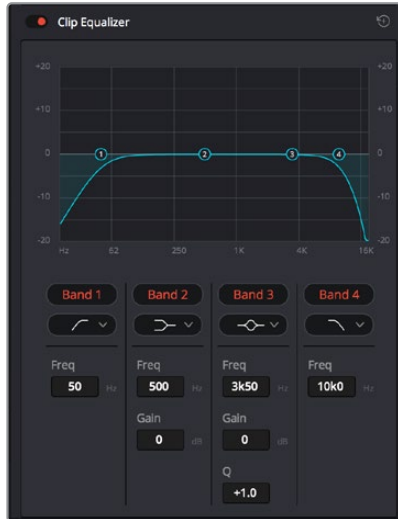 Clip Equalizer
+20 +20
+10 +10
0 1 2 3 4 0
-10 -10
-20 -20
Hz 62 250 1K 4K 16K
Band 1 Band 2 Band 3 Band 4
Freq Freq Freq Freq
50 Hz 500 Hz 3k50 Hz 10k0 Hz
Gain Gain
0 dB 0 dB
Q
+1.0